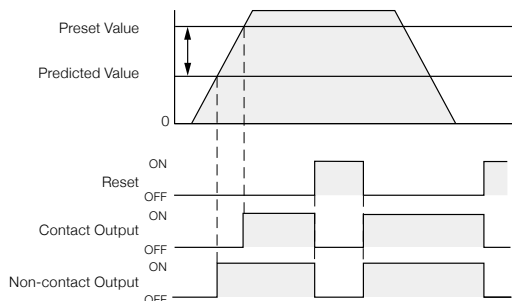 Preset Value
Predicted Value
0
Reset
ON
OFF
Contact Output
ON
OFF
Non-contact Output
ON
OFF